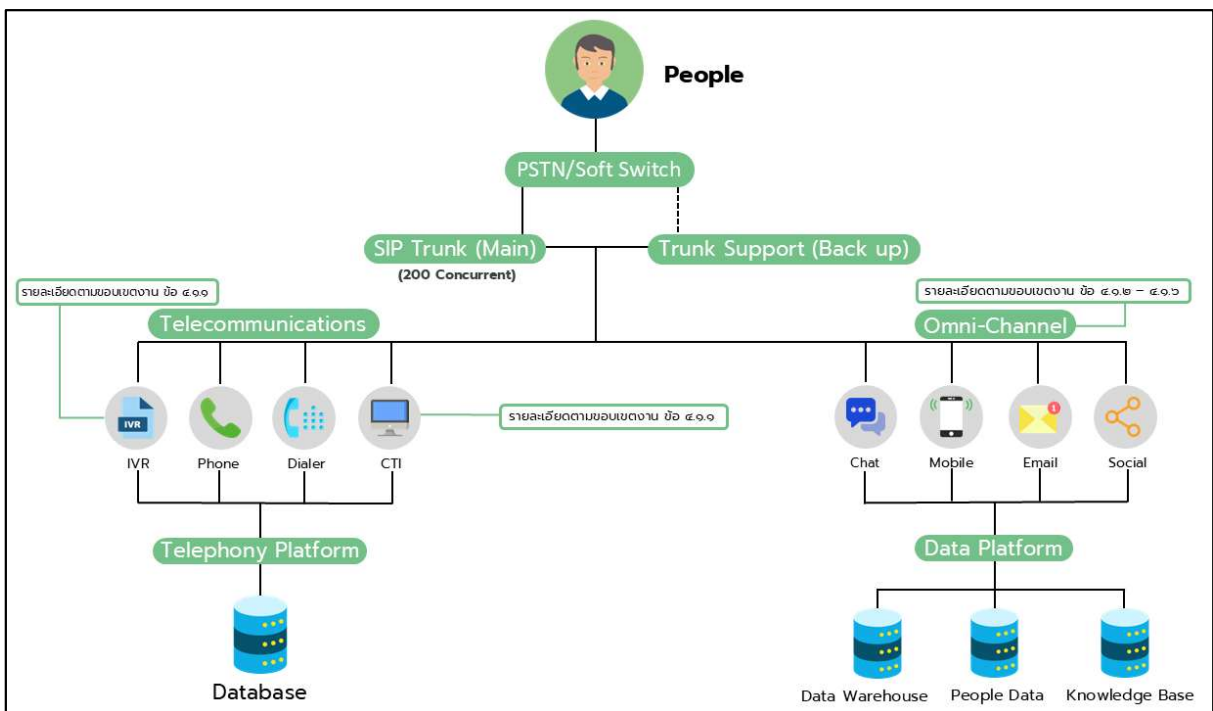 People
PSTN/Soft Switch
SIP Trunk (Main)
Trunk Support (Back up)
(200 Concurrent)
รายละเอียดตามขอบเขตงาน ข้อ ๔.๑.๑
รายละเอียดตามขอบเขตงาน ข้อ ๔.๑.๒ – ๔.๑.๖
Telecommunications
Omni-Channel
IVR
รายละเอียดตามขอบเขตงาน ข้อ ๔.๑.๑
1
IVR
Phone
Dialer
CTI
Chat
Mobile
Email
Social
Telephony Platform
Data Platform
Database
Data Warehouse
People Data
Knowledge Base